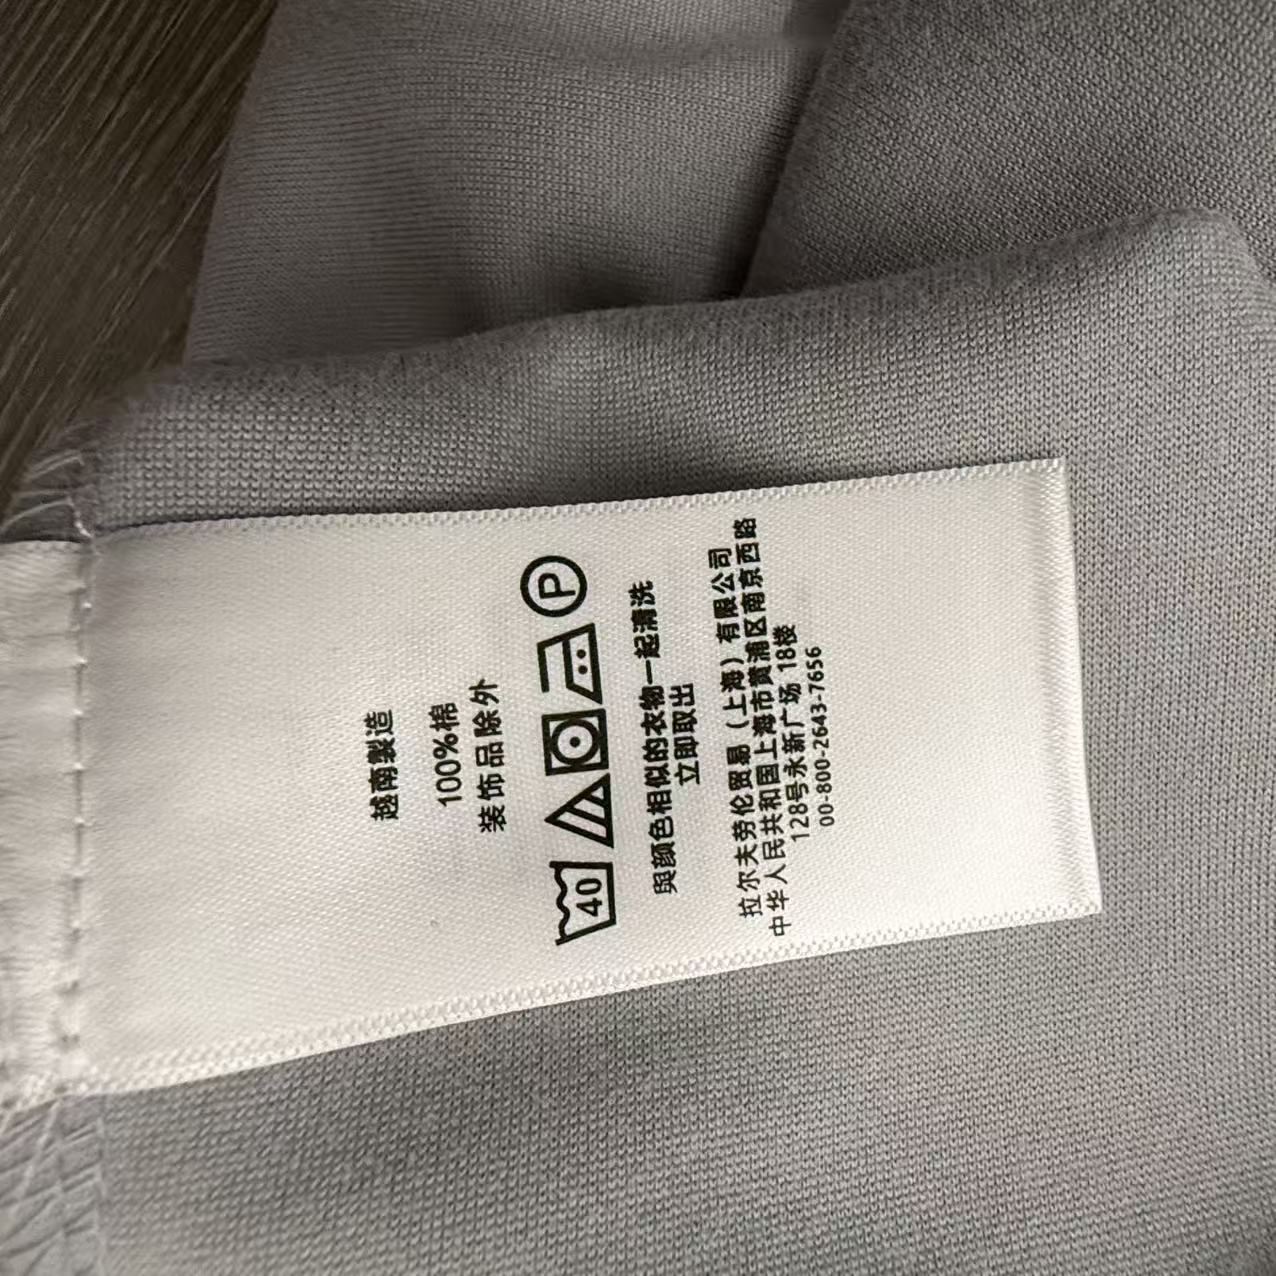 越南製造
100%棉
装饰品除外
40 P
與颜色相似的衣物一起清洗
立即取出
拉尔夫劳伦贸易（上海）有限公司
中华人民共和国上海市黄浦区南京西路
128号永新广场 18楼
00-800-2643-7656